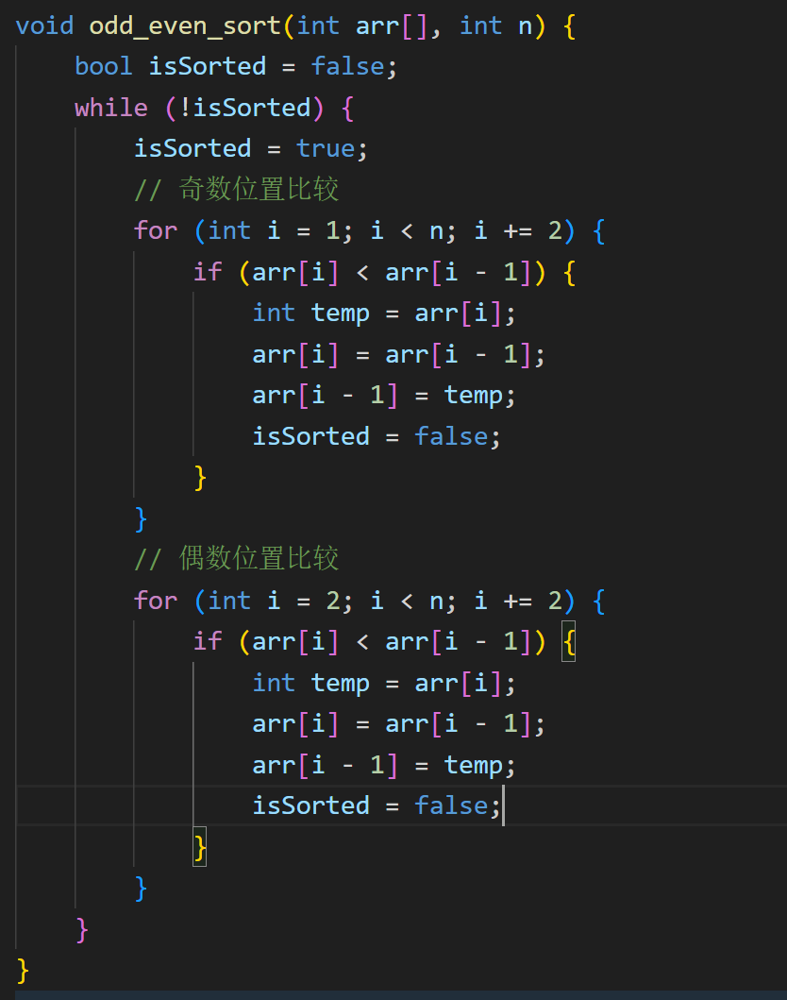 void odd_even_sort(int arr[], int n) {
    bool isSorted = false;
    while (!isSorted) {
        isSorted = true;
        // 奇数位置比较
        for (int i = 1; i < n; i += 2) {
            if (arr[i] < arr[i - 1]) {
                int temp = arr[i];
                arr[i] = arr[i - 1];
                arr[i - 1] = temp;
                isSorted = false;
            }
        }
        // 偶数位置比较
        for (int i = 2; i < n; i += 2) {
            if (arr[i] < arr[i - 1]) {
                int temp = arr[i];
                arr[i] = arr[i - 1];
                arr[i - 1] = temp;
                isSorted = false;
            }
        }
    }
}